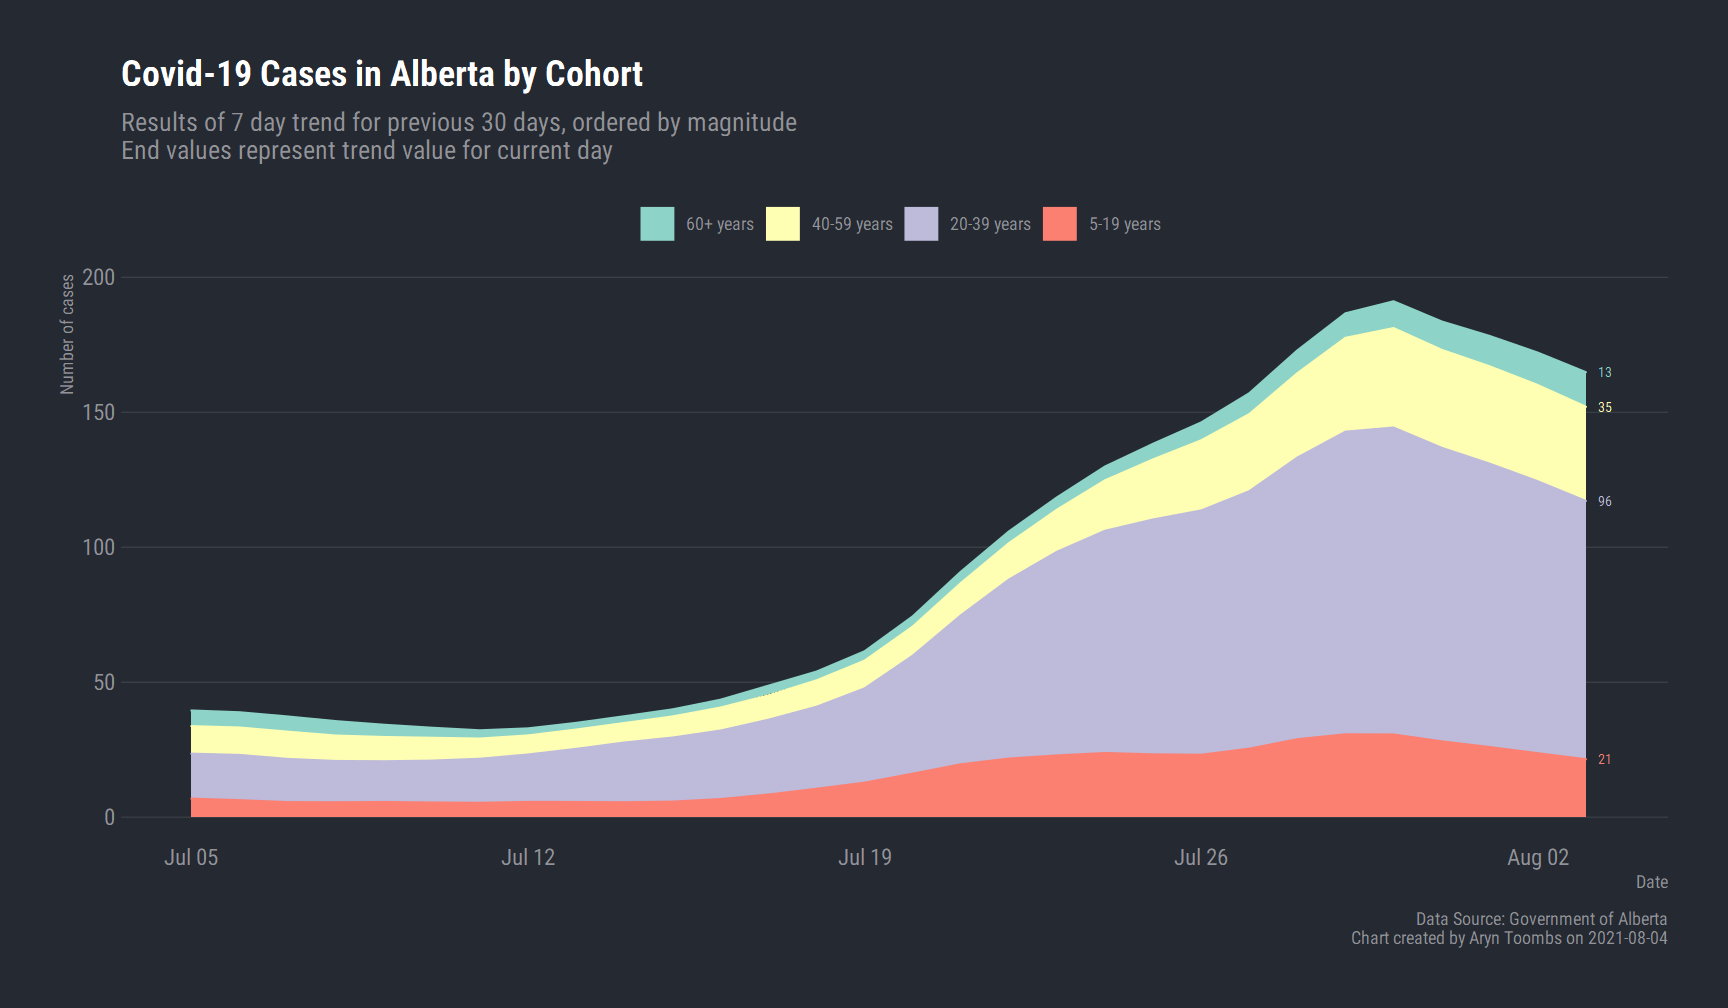 Covid-19 Cases in Alberta by Cohort
Results of 7 day trend for previous 30 days, ordered by magnitude
End values represent trend value for current day
60+ years 40-59 years 20-39 years 5-19 years
Number of cases
200
150
100
50
0
13
35
96
21
Jul 05 Jul 12 Jul 19 Jul 26 Aug 02
Date
Data Source: Government of Alberta
Chart created by Aryn Toombs on 2021-08-04